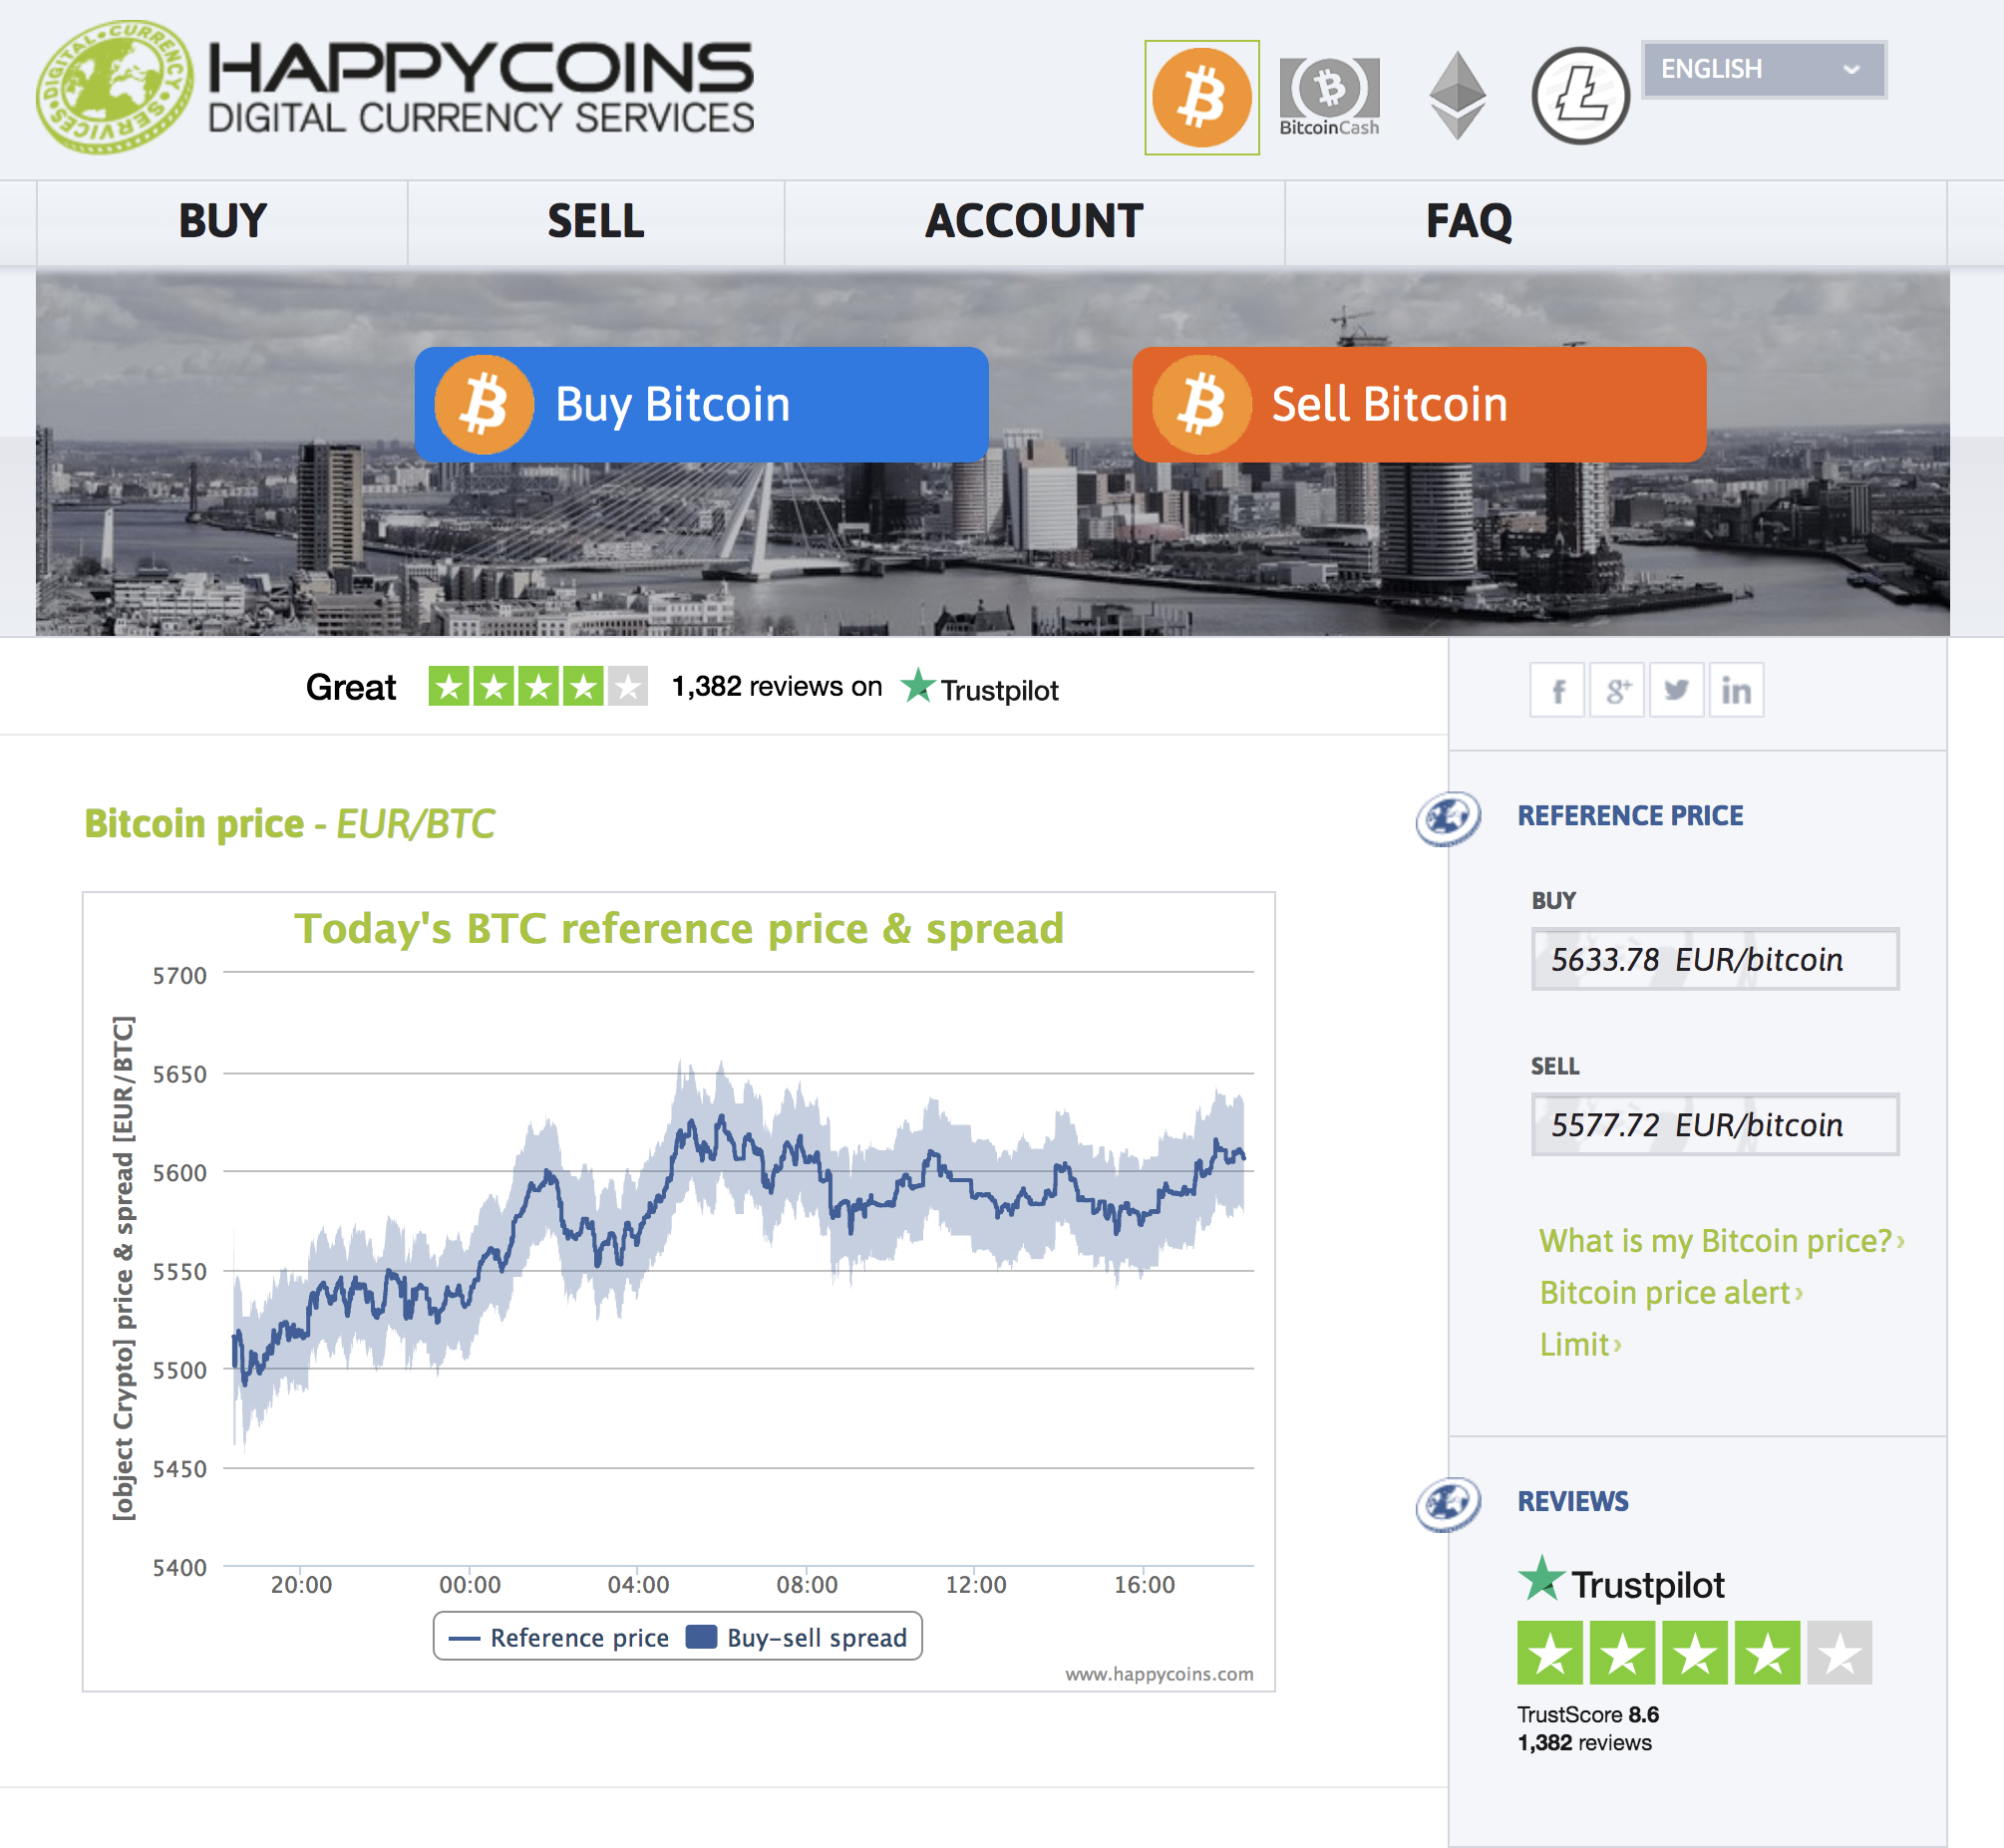 DIGITAL • CURRENCY • SERVICES •
HAPPYCOINS
DIGITAL CURRENCY SERVICES
BitcoinCash
ENGLISH
BUY
SELL
ACCOUNT
FAQ
Buy Bitcoin
Sell Bitcoin
Great
1,382 reviews on
Trustpilot
f
g+
in
Bitcoin price - EUR/BTC
Today's BTC reference price & spread
[object Crypto] price & spread [EUR/BTC]
5700
5650
5600
5550
5500
5450
5400
20:00
00:00
04:00
08:00
12:00
16:00
Reference price
Buy-sell spread
www.happycoins.com
REFERENCE PRICE
BUY
5633.78 EUR/bitcoin
SELL
5577.72 EUR/bitcoin
What is my Bitcoin price?›
Bitcoin price alert›
Limit›
REVIEWS
Trustpilot
TrustScore 8.6
1,382 reviews